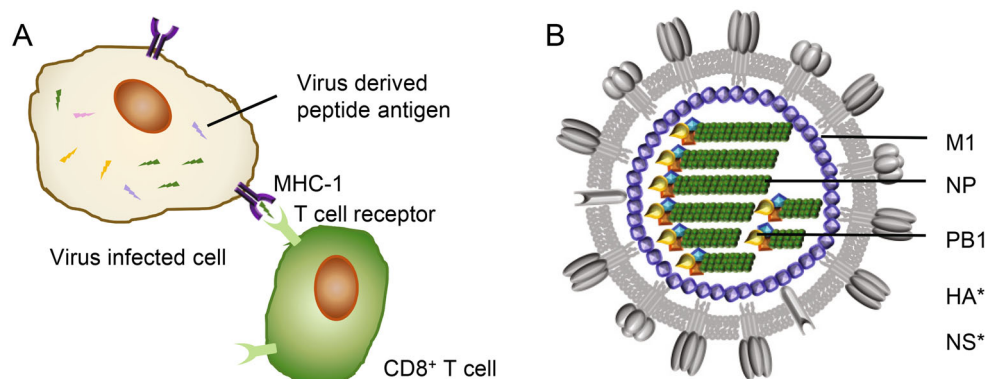 A
Virus derived
peptide antigen
MHC-1
T cell receptor
Virus infected cell
CD8⁺ T cell
B
M1
NP
PB1
HA*
NS*